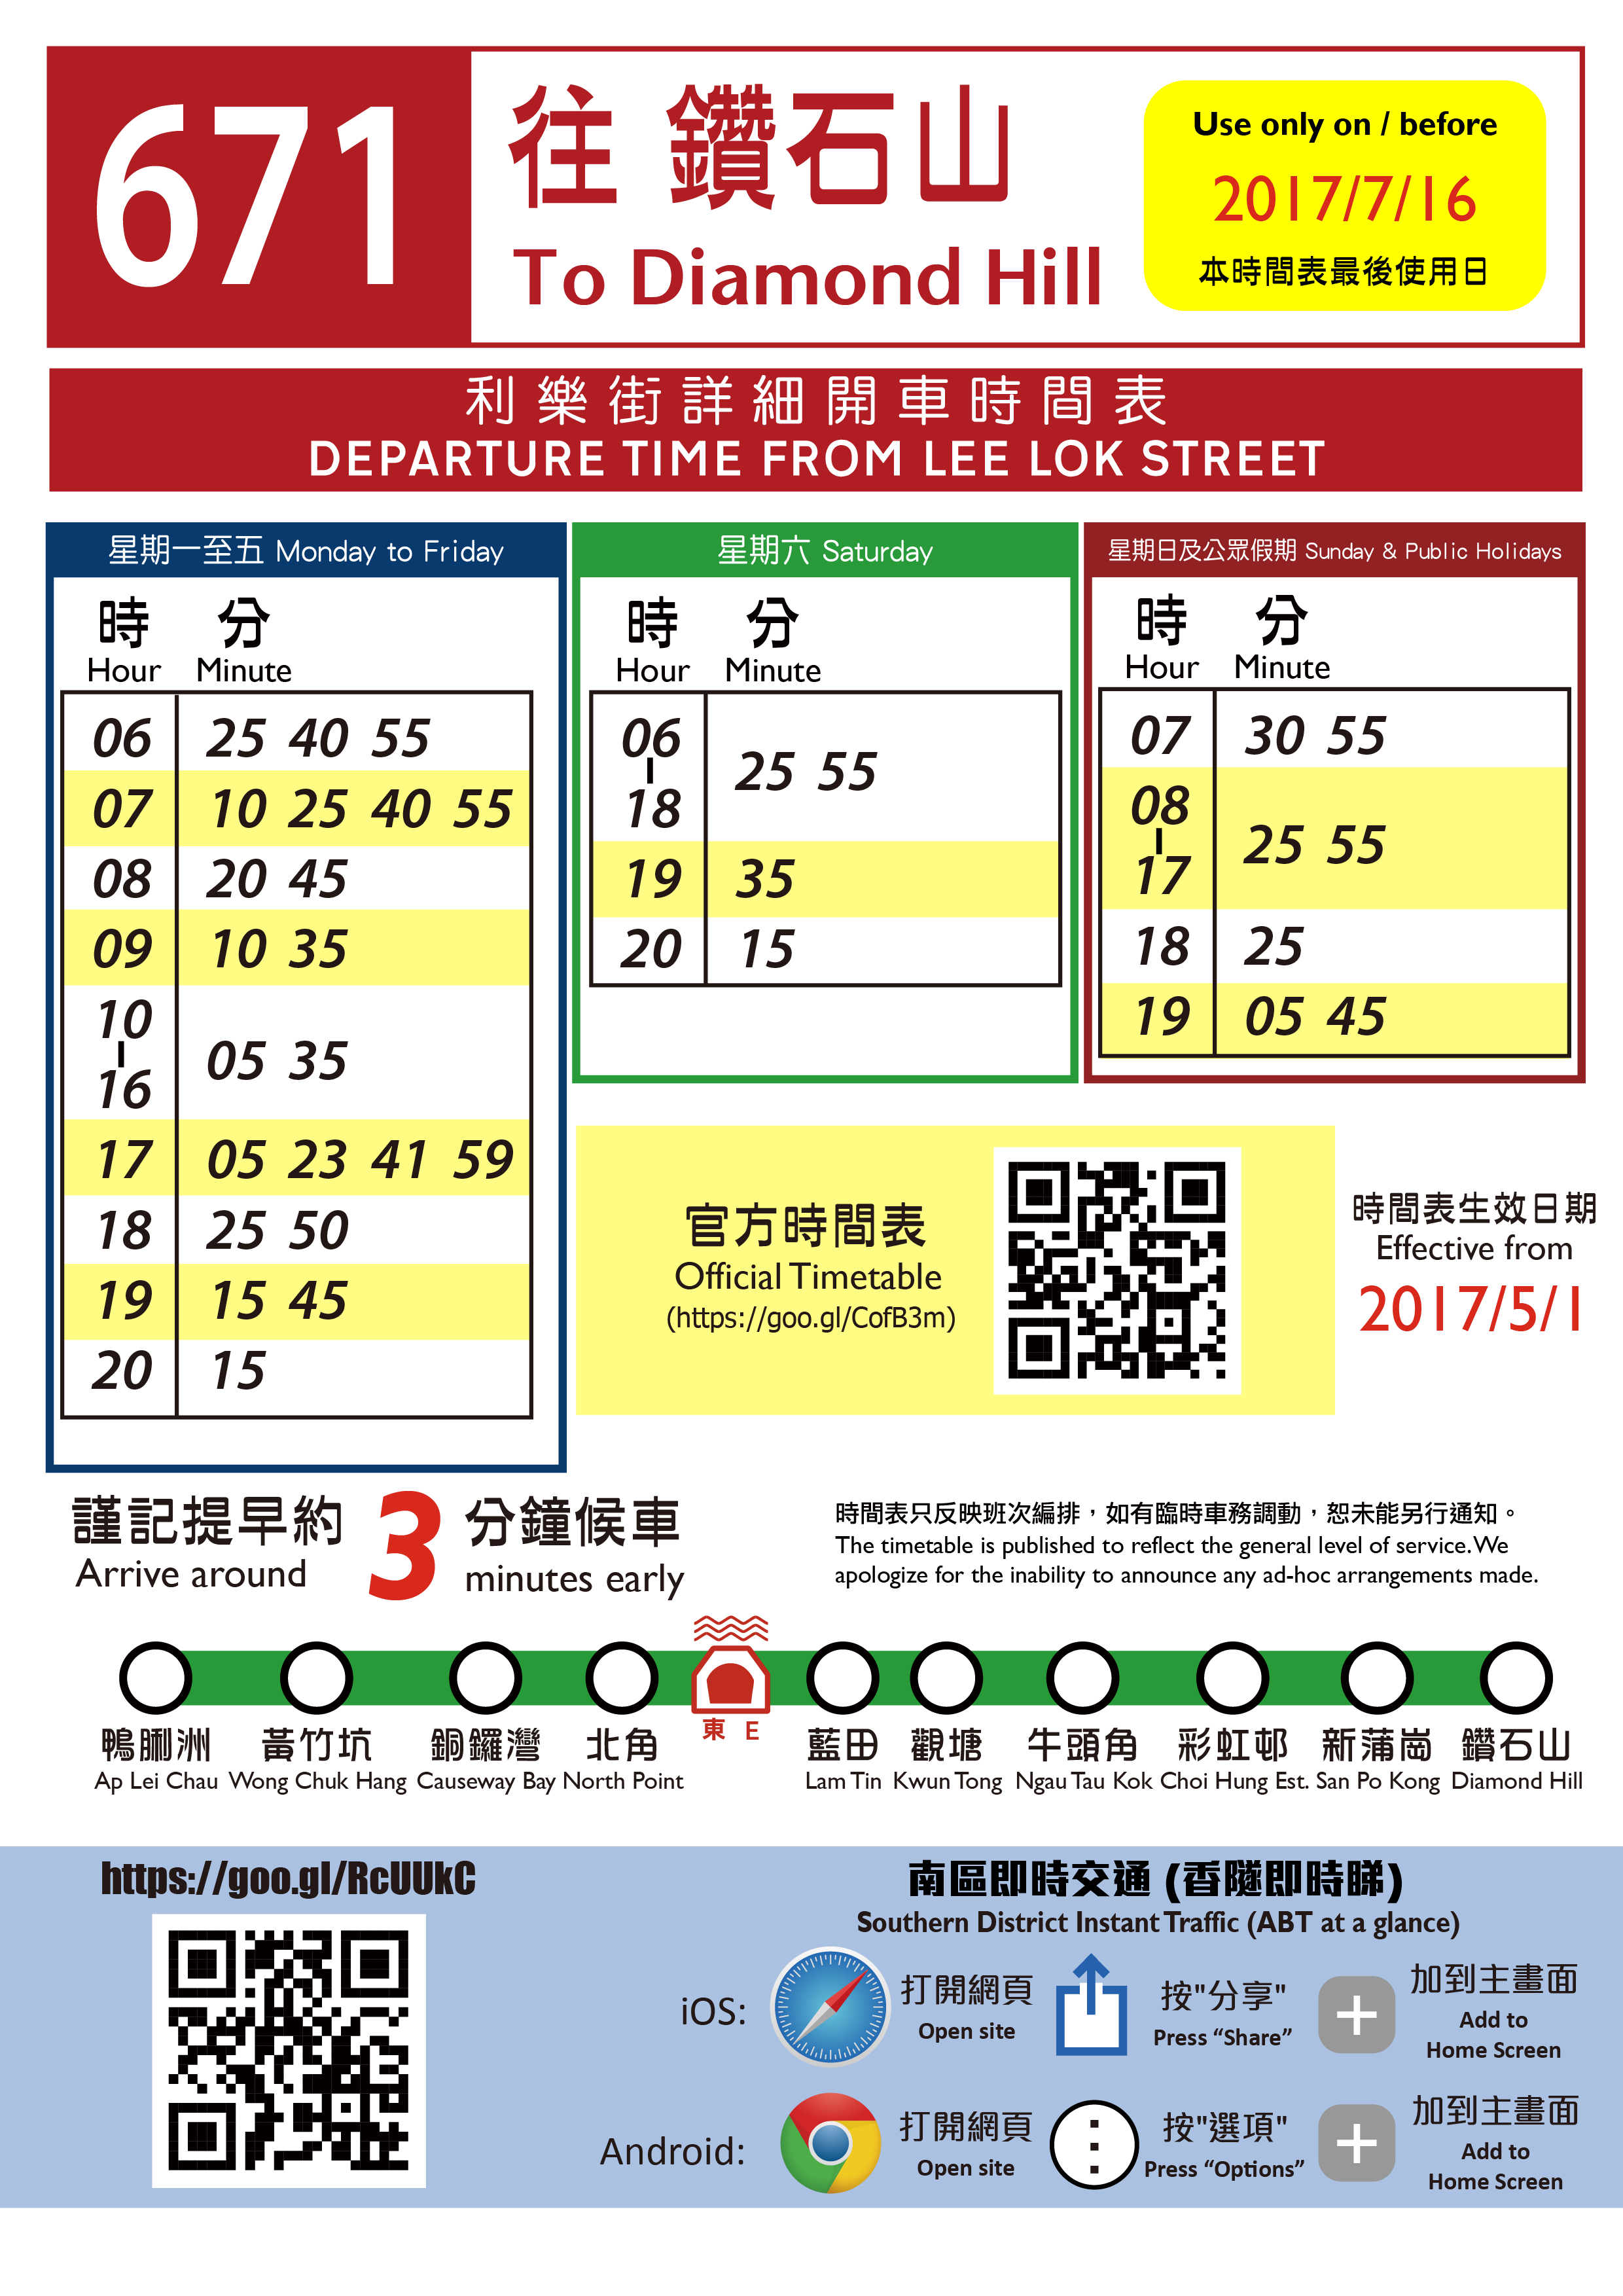 671
往 鑽石山
To Diamond Hill
Use only on / before
2017/7/16
本時間表最後使用日
利樂街詳細開車時間表
DEPARTURE TIME FROM LEE LOK STREET
星期一至五 Monday to Friday
時 分
Hour Minute
06 25 40 55
07 10 25 40 55
08 20 45
09 10 35
10
-
16
05 35
17 05 23 41 59
18 25 50
19 15 45
20 15
星期六 Saturday
時 分
Hour Minute
06
-
18
25 55
19 35
20 15
星期日及公眾假期 Sunday & Public Holidays
時 分
Hour Minute
07 30 55
08
-
17
25 55
18 25
19 05 45
官方時間表
Official Timetable
(https://goo.gl/CofB3m)
時間表生效日期
Effective from
2017/5/1
謹記提早約 3 分鐘候車
Arrive around minutes early
時間表只反映班次編排，如有臨時車務調動，恕未能另行通知。
The timetable is published to reflect the general level of service. We
apologize for the inability to announce any ad-hoc arrangements made.
東 E
鴨脷洲 黃竹坑 銅鑼灣 北角 藍田 觀塘 牛頭角 彩虹邨 新蒲崗 鑽石山
Ap Lei Chau Wong Chuk Hang Causeway Bay North Point Lam Tin Kwun Tong Ngau Tau Kok Choi Hung Est. San Po Kong Diamond Hill
https://goo.gl/RcUUkC
南區即時交通 (香隧即時睇)
Southern District Instant Traffic (ABT at a glance)
iOS:
打開網頁
Open site
按"分享"
Press “Share”
加到主畫面
Add to
Home Screen
Android:
打開網頁
Open site
按"選項"
Press “Options”
加到主畫面
Add to
Home Screen